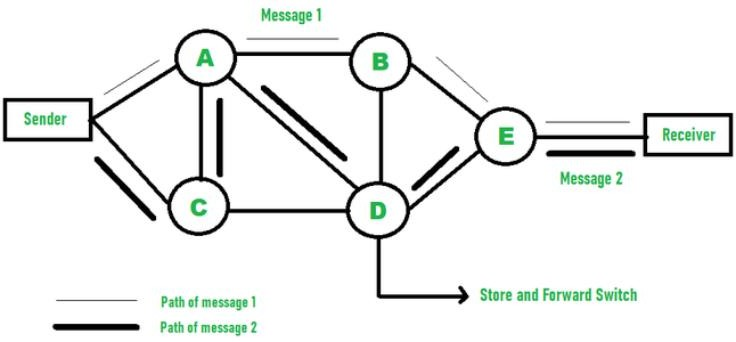 Message 1
A
B
Sender
E
Receiver
Message 2
C
D
Store and Forward Switch
Path of message 1
Path of message 2